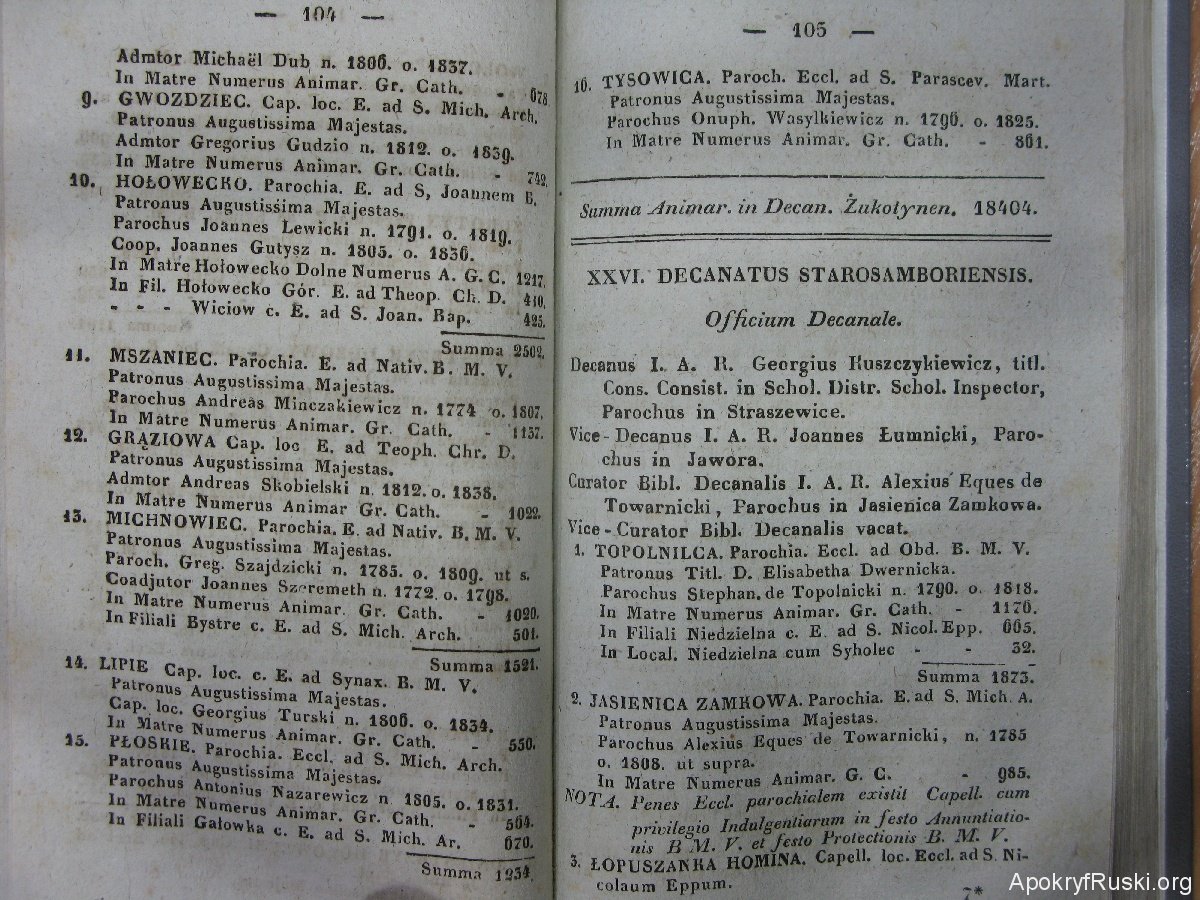 — 104 —
Admtor Michaël Dub n. 1806. o. 1837.
In Matre Numerus Animar. Gr. Cath. - 678
9. GWOZDZIEC. Cap. loc. E. ad S. Mich. Arch.
Patronus Augustissima Majestas.
Admtor Gregorius Gudzio n. 1812. o. 1839.
In Matre Numerus Animar. Gr. Cath. - 742.
10. HOŁOWECKO. Parochia. E. ad S, Joannem B.
Patronus Augustissima Majestas.
Parochus Joannes Lewicki n. 1791. o. 1819.
Coop. Joannes Gutysz n. 1805. o. 1836.
In Matre Hołowecko Dolne Numerus A. G. C. 1217.
In Fil. Hołowecko Gór. E. ad Theop. Ch. D. 410.
- - - Wiciow c. E. ad S. Joan. Bap. 425.
Summa 2502.
11. MSZANIEC. Parochia. E. ad Nativ. B. M. V.
Patronus Augustissima Majestas.
Parochus Andreas Minczakiewicz n. 1774 o. 1807.
In Matre Numerus Animar. Gr. Cath. - 1137.
12. GRĄZIOWA Cap. loc E. ad Teoph. Chr. D.
Patronus Augustissima Majestas.
Admtor Andreas Skobielski n. 1812. o. 1838.
In Matre Numerus Animar Gr. Cath. - 1022.
13. MICHNOWIEC. Parochia. E. ad Nativ. B. M. V.
Patronus Augustissima Majestas.
Paroch. Greg. Szajdzicki n. 1785. o. 1809. ut s.
Coadjutor Joannes Szeremeth n. 1772. o. 1798.
In Matre Numerus Animar. Gr. Cath. - 1020.
In Filiali Bystre c. E. ad S. Mich. Arch. 501.
Summa 1521.
14. LIPIE Cap. loc. c. E. ad Synax. B. M. V.
Patronus Augustissima Majestas.
Cap. loc. Georgius Turski n. 1806. o. 1834.
In Matre Numerus Animar. Gr. Cath. - 550.
15. PŁOSKIE. Parochia. Eccl. ad S. Mich. Arch.
Patronus Augustissima Majestas.
Parochus Antonius Nazarewicz n. 1805. o. 1831.
In Matre Numerus Animar. Gr. Cath. - 564.
In Filiali Gałowka c. E. ad S. Mich. Ar. 670.
Summa 1234.
— 105 —
16. TYSOWICA. Paroch. Eccl. ad S. Parascev. Mart.
Patronus Augustissima Majestas.
Parochus Onuph. Wasylkiewicz n. 1796. o. 1825.
In Matre Numerus Animar. Gr. Cath. - 861.
Summa Animar. in Decan. Żukotynen. 18404.
XXVI. DECANATUS STAROSAMBORIENSIS.
Officium Decanale.
Decanus I. A. R. Georgius Kuszczykiewicz, titl.
Cons. Consist. in Schol. Distr. Schol. Inspector,
Parochus in Straszewice.
Vice-Decanus I. A. R. Joannes Łumnicki, Paro-
chus in Jawora.
Curator Bibl. Decanalis I. A. R. Alexius Eques de
Towarnicki, Parochus in Jasienica Zamkowa.
Vice-Curator Bibl. Decanalis vacat.
1. TOPOLNILCA. Parochia. Eccl. ad Obd. B. M. V.
Patronus Titl. D. Elisabetha Dwernicka.
Parochus Stephan. de Topolnicki n. 1790. o. 1818.
In Matre Numerus Animar. Gr. Cath. - 1176.
In Filiali Niedzielna c. E. ad S. Nicol. Epp. 665.
In Local. Niedzielna cum Syholec - - 32.
Summa 1873.
2. JASIENICA ZAMKOWA. Parochia. E. ad S. Mich. A.
Patronus Augustissima Majestas.
Parochus Alexius Eques de Towarnicki, n. 1785
o. 1808. ut supra.
In Matre Numerus Animar. G. C. - 985.
NOTA. Penes Eccl. parochialem existit Capell. cum
privilegio Indulgentiarum in festo Annuntiatio-
nis B M. V. et festo Protectionis B. M. V.
3. ŁOPUSZANKA HOMINA. Capell. loc. Eccl. ad S. Ni-
colaum Eppum.
7*
ApokryfRuski.org